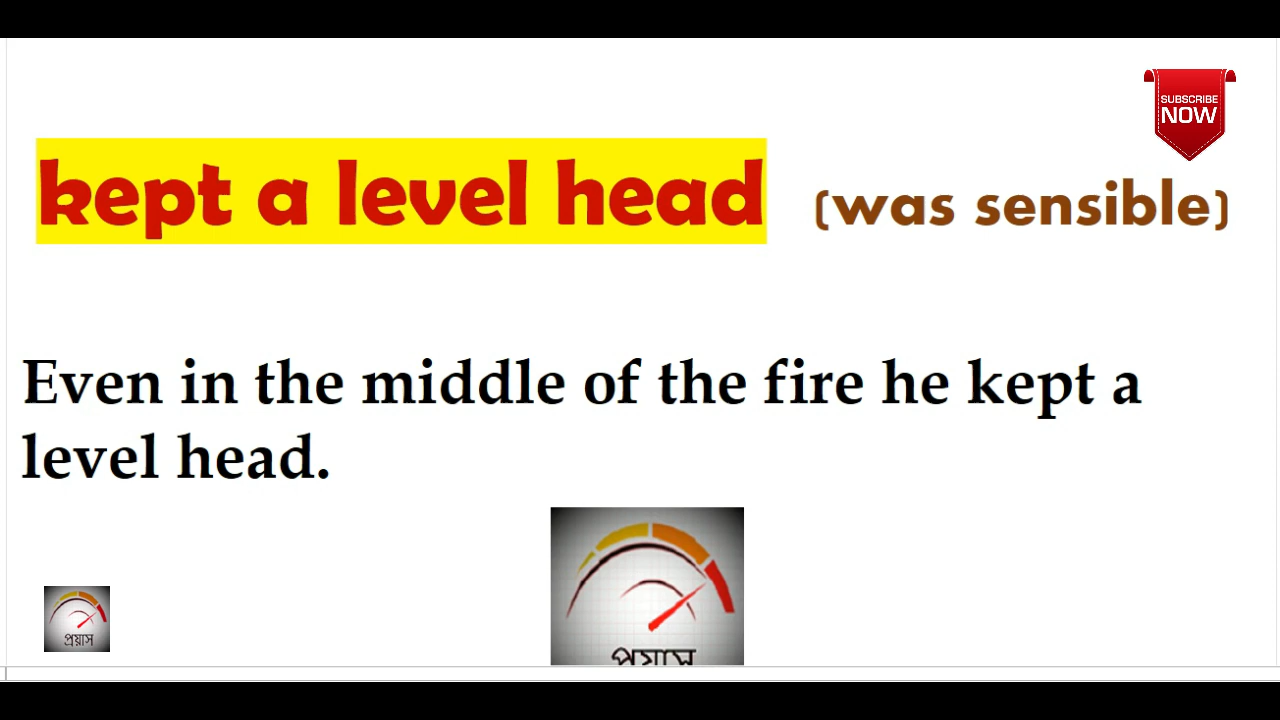 SUBSCRIBE
NOW
kept a level head (was sensible)
Even in the middle of the fire he kept a
level head.
প্রয়াস
প্রয়াস